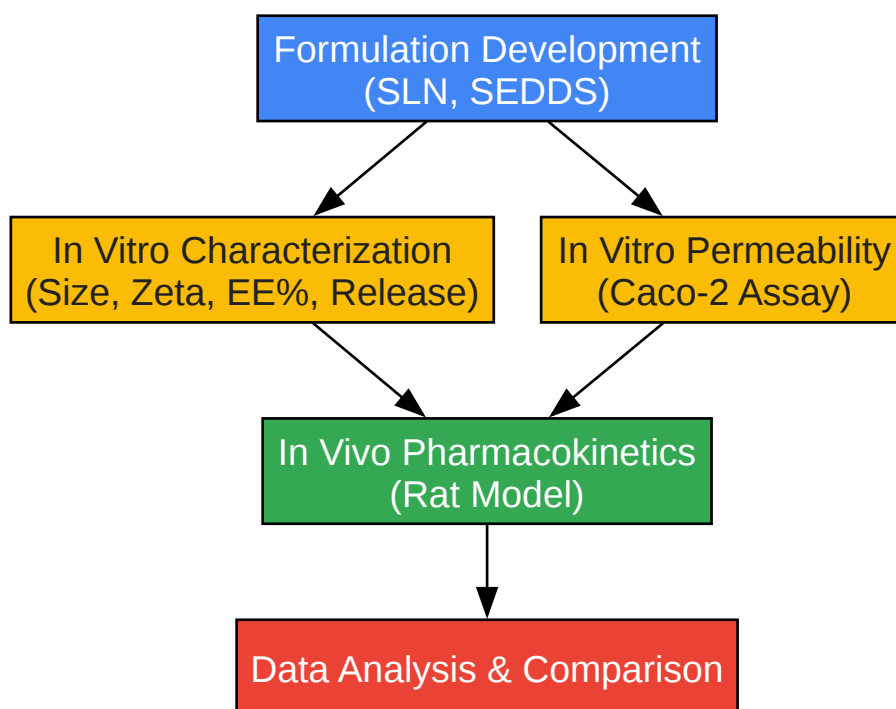 Formulation Development
(SLN, SEDDS)
In Vitro Characterization
(Size, Zeta, EE%, Release)
In Vitro Permeability
(Caco-2 Assay)
In Vivo Pharmacokinetics
(Rat Model)
Data Analysis & Comparison